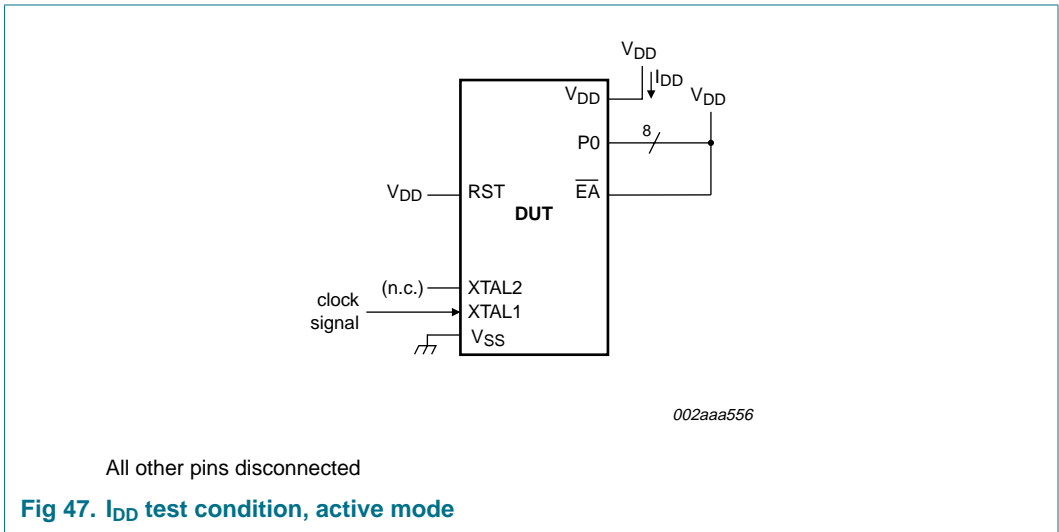 VDD
IDD
VDD
VDD
P0
8
VDD
RST
EA
DUT
(n.c.)
XTAL2
clock
signal
XTAL1
VSS
002aaa556
All other pins disconnected
Fig 47. IDD test condition, active mode